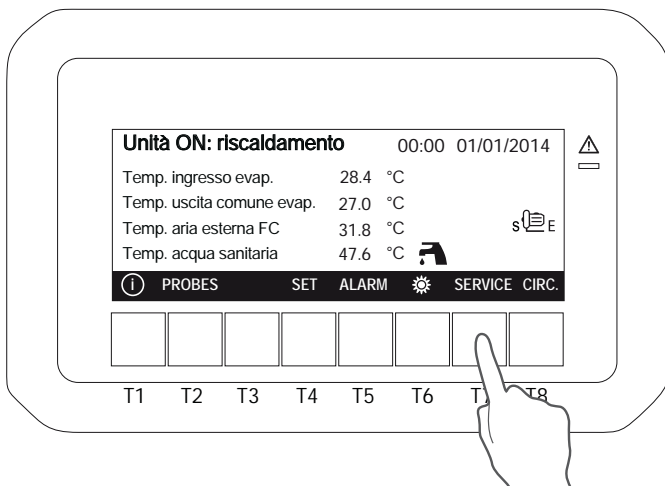 Unità ON: riscaldamento 00:00 01/01/2014
Temp. ingresso evap. 28.4 °C
Temp. uscita comune evap. 27.0 °C
Temp. aria esterna FC 31.8 °C
S E
Temp. acqua sanitaria 47.6 °C
i PROBES SET ALARM SERVICE CIRC.
T1 T2 T3 T4 T5 T6 T7 T8